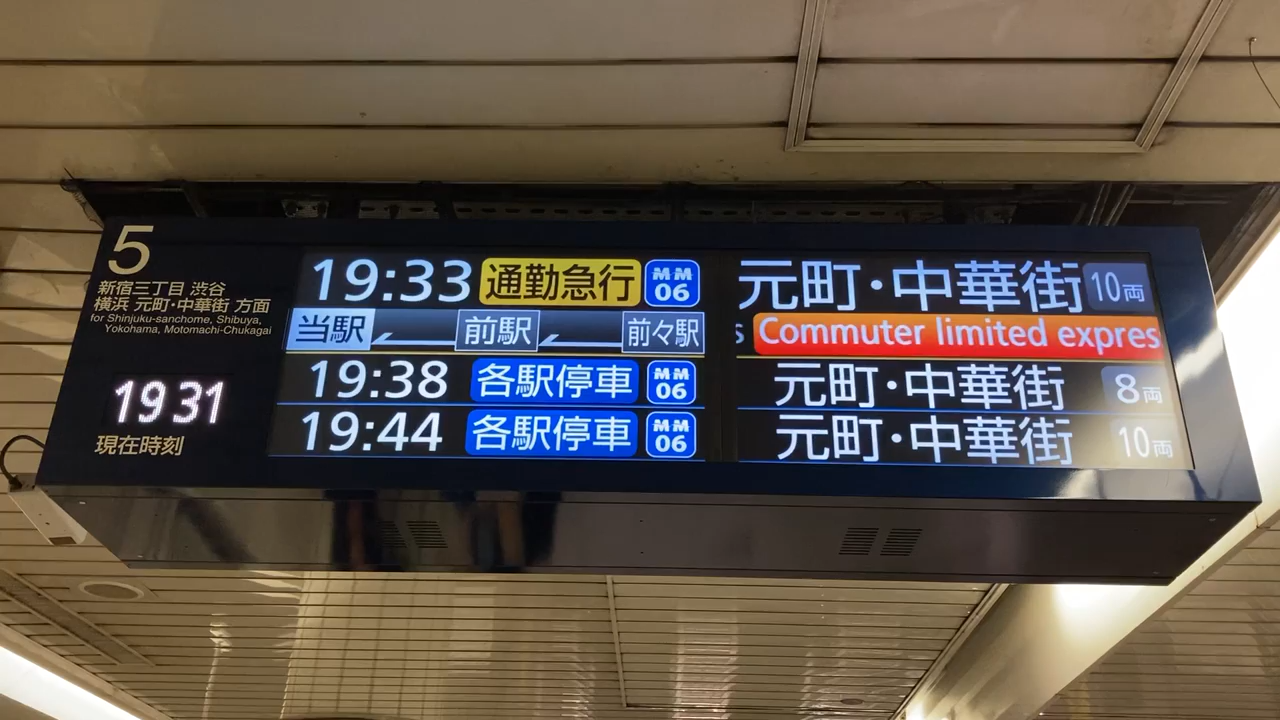 5
新宿三丁目 渋谷
横浜 元町・中華街 方面
for Shinjuku-sanchome, Shibuya,
Yokohama, Motomachi-Chukagai
19 31
現在時刻
19:33 通勤急行 MM 06 元町・中華街 10両
当駅 前駅 前々駅 s Commuter limited expres
19:38 各駅停車 MM 06 元町・中華街 8両
19:44 各駅停車 MM 06 元町・中華街 10両